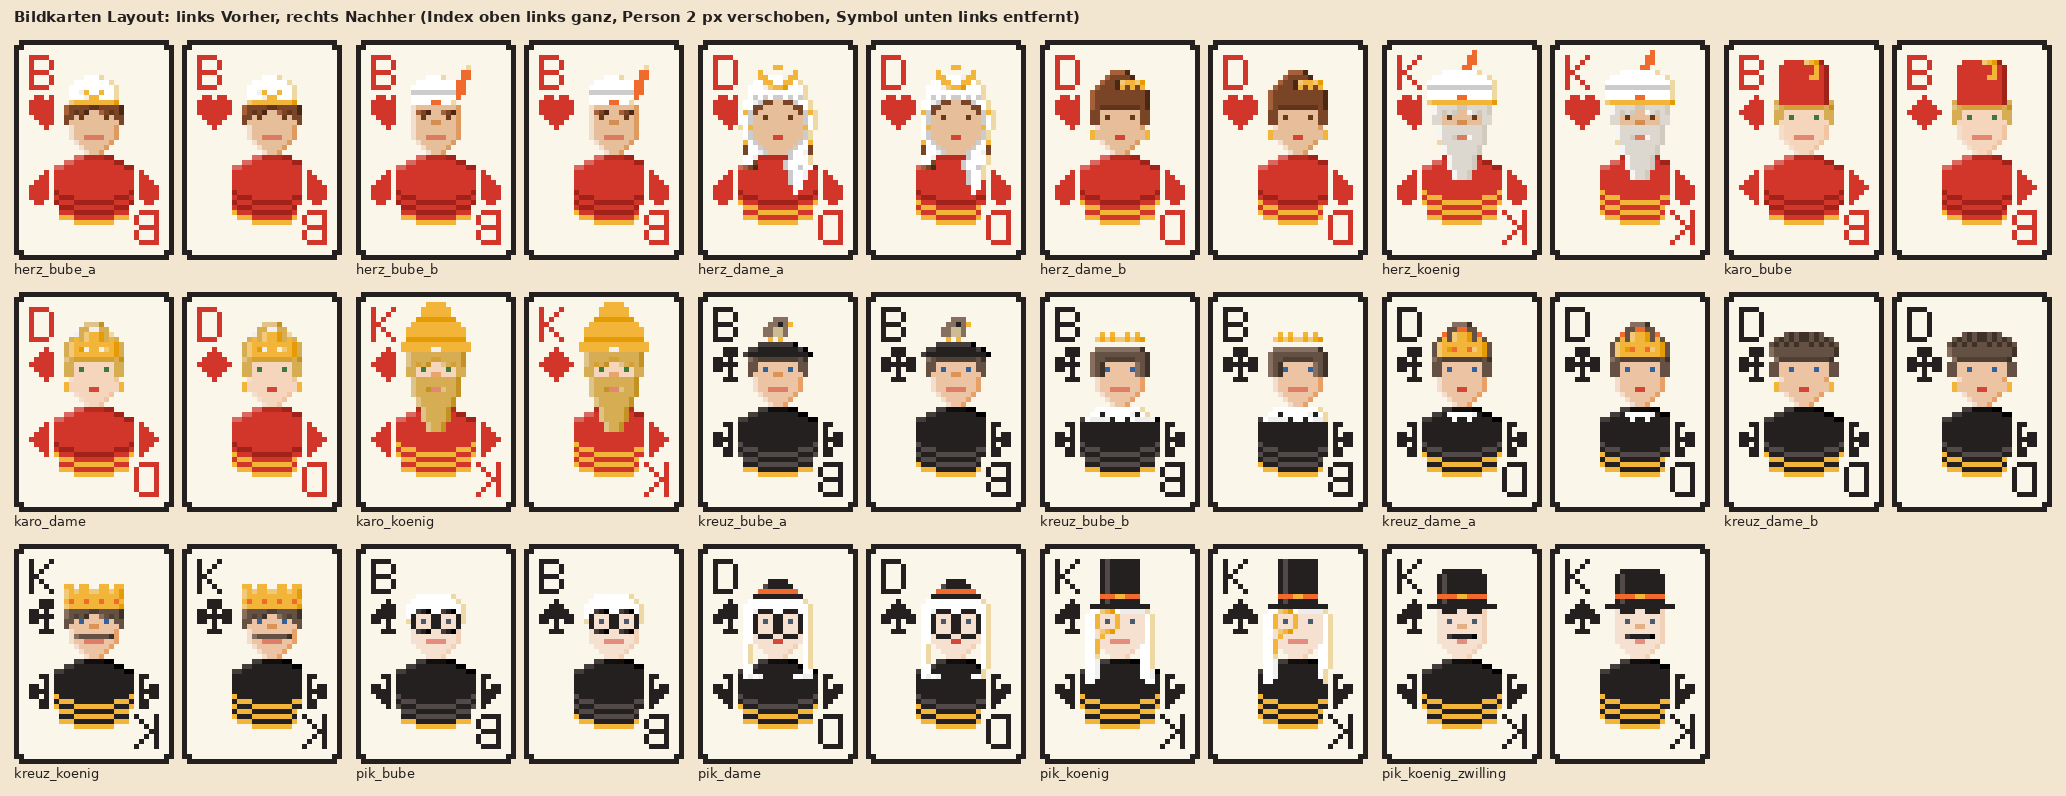 Bildkarten Layout: links Vorher, rechts Nachher (Index oben links ganz, Person 2 px verschoben, Symbol unten links entfernt)
B B B B D D D D K K B B
B B B B D D D D K K B B
herz_bube_a herz_bube_b herz_dame_a herz_dame_b herz_koenig karo_bube
D D K K B B B B D D D D
D D K K B B B B D D D D
karo_dame karo_koenig kreuz_bube_a kreuz_bube_b kreuz_dame_a kreuz_dame_b
K K B B D D K K K K
K K B B D D K K K K
kreuz_koenig pik_bube pik_dame pik_koenig pik_koenig_zwilling